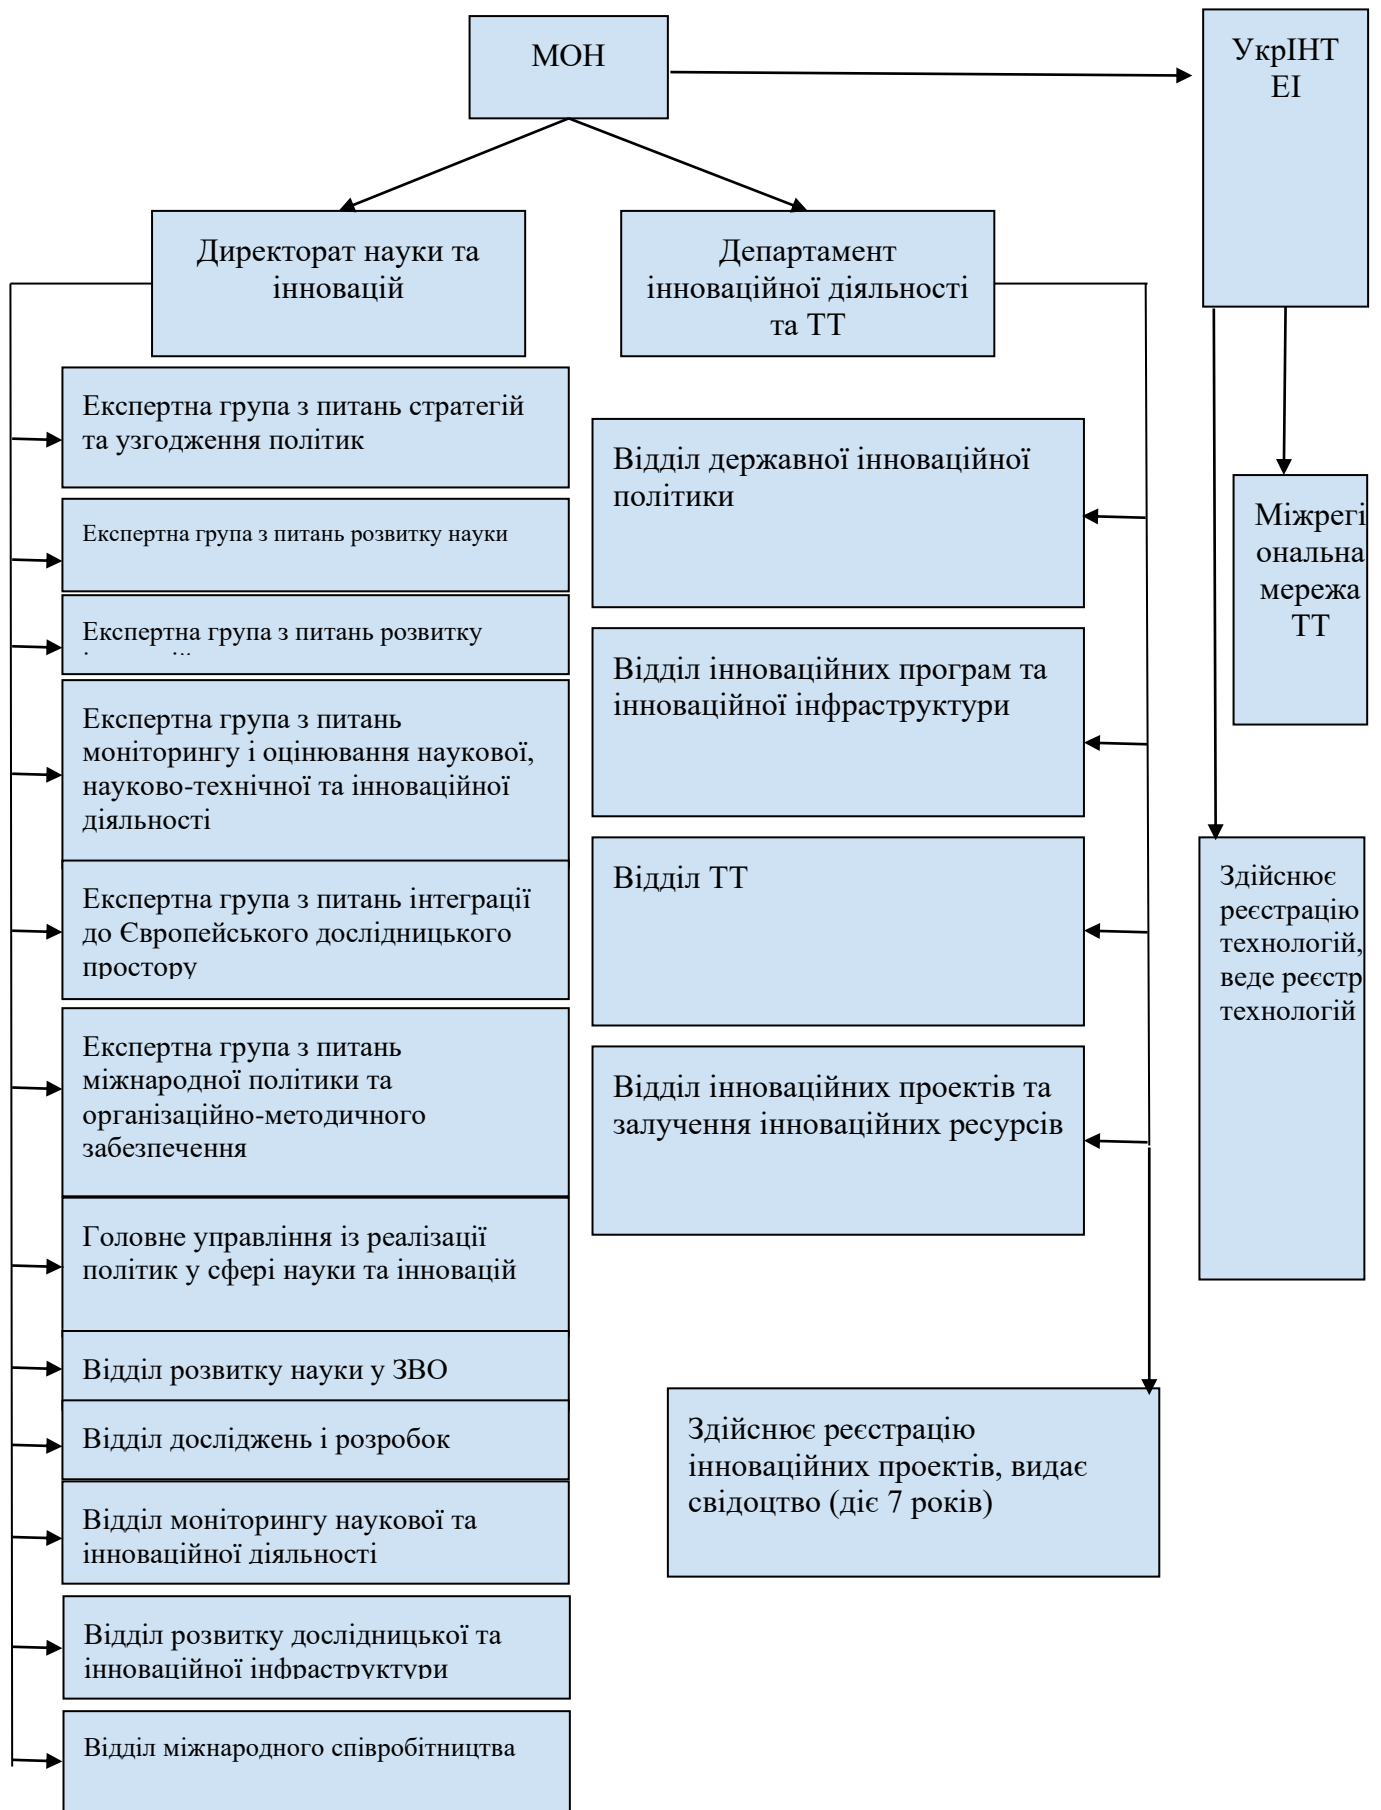 МОН
УкрІНТ
ЕІ
Директорат науки та
інновацій
Департамент
інноваційної діяльності
та ТТ
Експертна група з питань стратегій
та узгодження політик
Експертна група з питань розвитку науки
Експертна група з питань розвитку
Експертна група з питань
моніторингу і оцінювання наукової,
науково-технічної та інноваційної
діяльності
Експертна група з питань інтеграції
до Європейського дослідницького
простору
Експертна група з питань
міжнародної політики та
організаційно-методичного
забезпечення
Головне управління із реалізації
політик у сфері науки та інновацій
Відділ розвитку науки у ЗВО
Відділ досліджень і розробок
Відділ моніторингу наукової та
інноваційної діяльності
Відділ розвитку дослідницької та
інноваційної інфраструктури
Відділ міжнародного співробітництва
Відділ державної інноваційної
політики
Відділ інноваційних програм та
інноваційної інфраструктури
Відділ ТТ
Відділ інноваційних проектів та
залучення інноваційних ресурсів
Здійснює реєстрацію
інноваційних проектів, видає
свідоцтво (діє 7 років)
Міжрегі
ональна
мережа
ТТ
Здійснює
реєстрацію
технологій,
веде реєстр
технологій